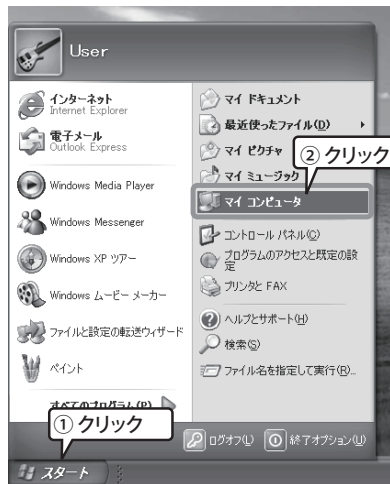 User
インターネット
Internet Explorer
電子メール
Outlook Express
Windows Media Player
Windows Messenger
Windows XP ツアー
Windows ムービー メーカー
ファイルと設定の転送ウィザード
ペイント
すべてのプログラム(P)
① クリック
マイ ドキュメント
最近使ったファイル(D)
マイ ピクチャ
② クリック
マイ ミュージック
マイ コンピュータ
コントロール パネル(C)
プログラムのアクセスと既定の設
定
プリンタと FAX
ヘルプとサポート(H)
検索(S)
ファイル名を指定して実行(R)...
ログオフ(L)
終了オプション(U)
スタート